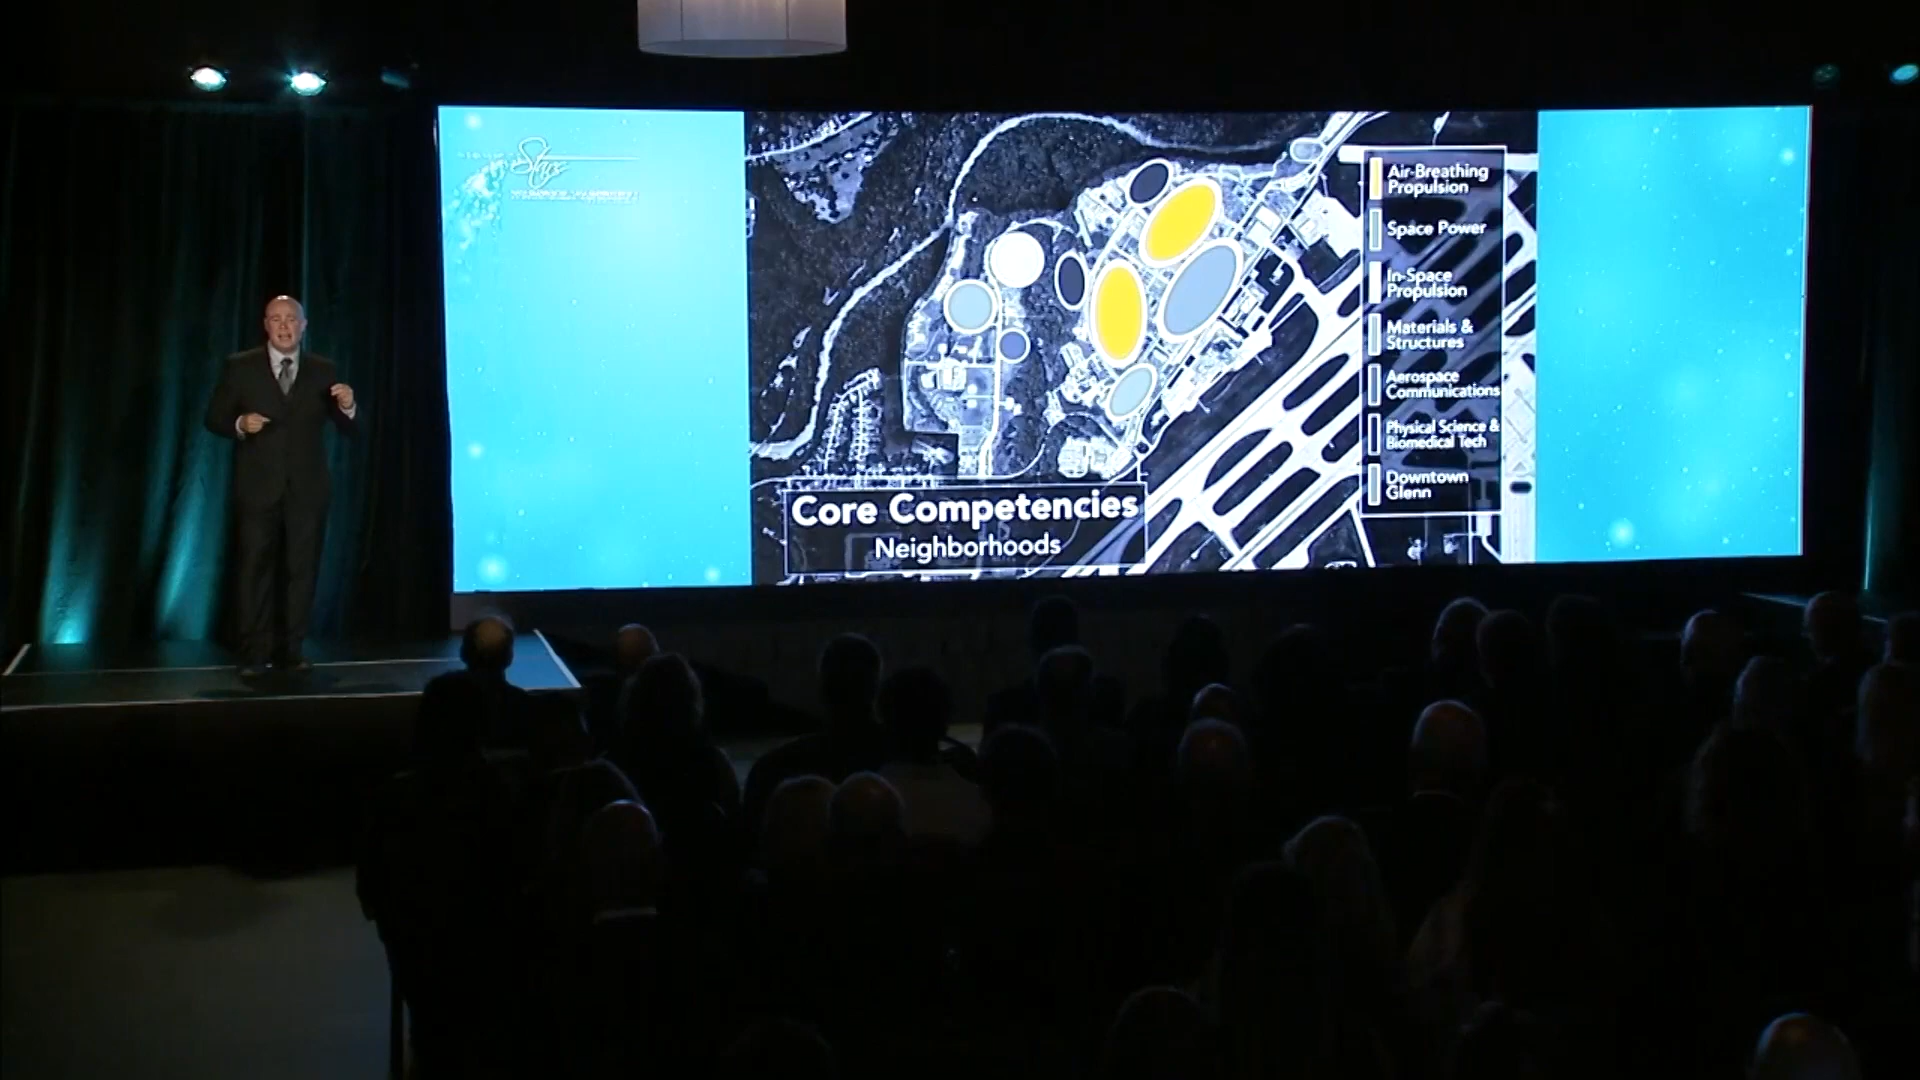 Stars
Air-Breathing
Propulsion
Space Power
In-Space
Propulsion
Materials &
Structures
Aerospace
Communications
Physical Science &
Biomedical Tech
Downtown
Glenn
Core Competencies
Neighborhoods